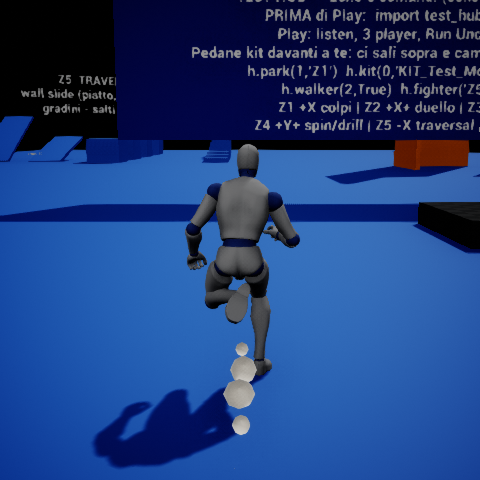 PRIMA di Play: import test_hub
Play: listen, 3 player, Run Und
Pedane kit davanti a te: ci sali sopra e cam
h.park(1,'Z1') h.kit(0,'KIT_Test_Mo
h.walker(2,True) h.fighter('Z5
Z1 +X colpi | Z2 +X+ duello | Z3
Z4 +Y+ spin/drill | Z5 -X traversal
Z5 TRAVE
wall slide (piatto,
gradini - salti